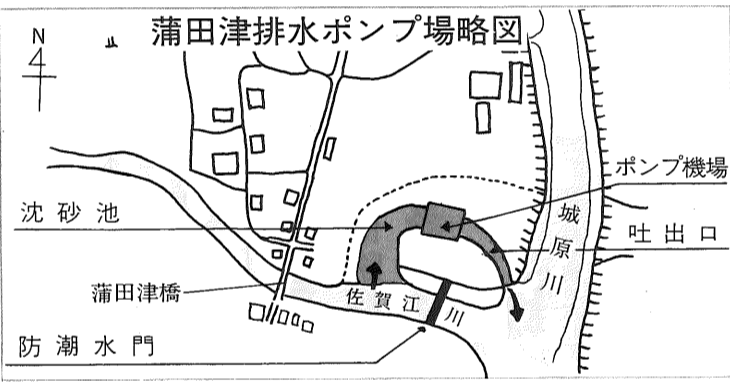 蒲田津排水ポンプ場略図
N
ポンプ機場
沈砂池
城原川
吐出口
蒲田津橋
佐賀江川
防潮水門